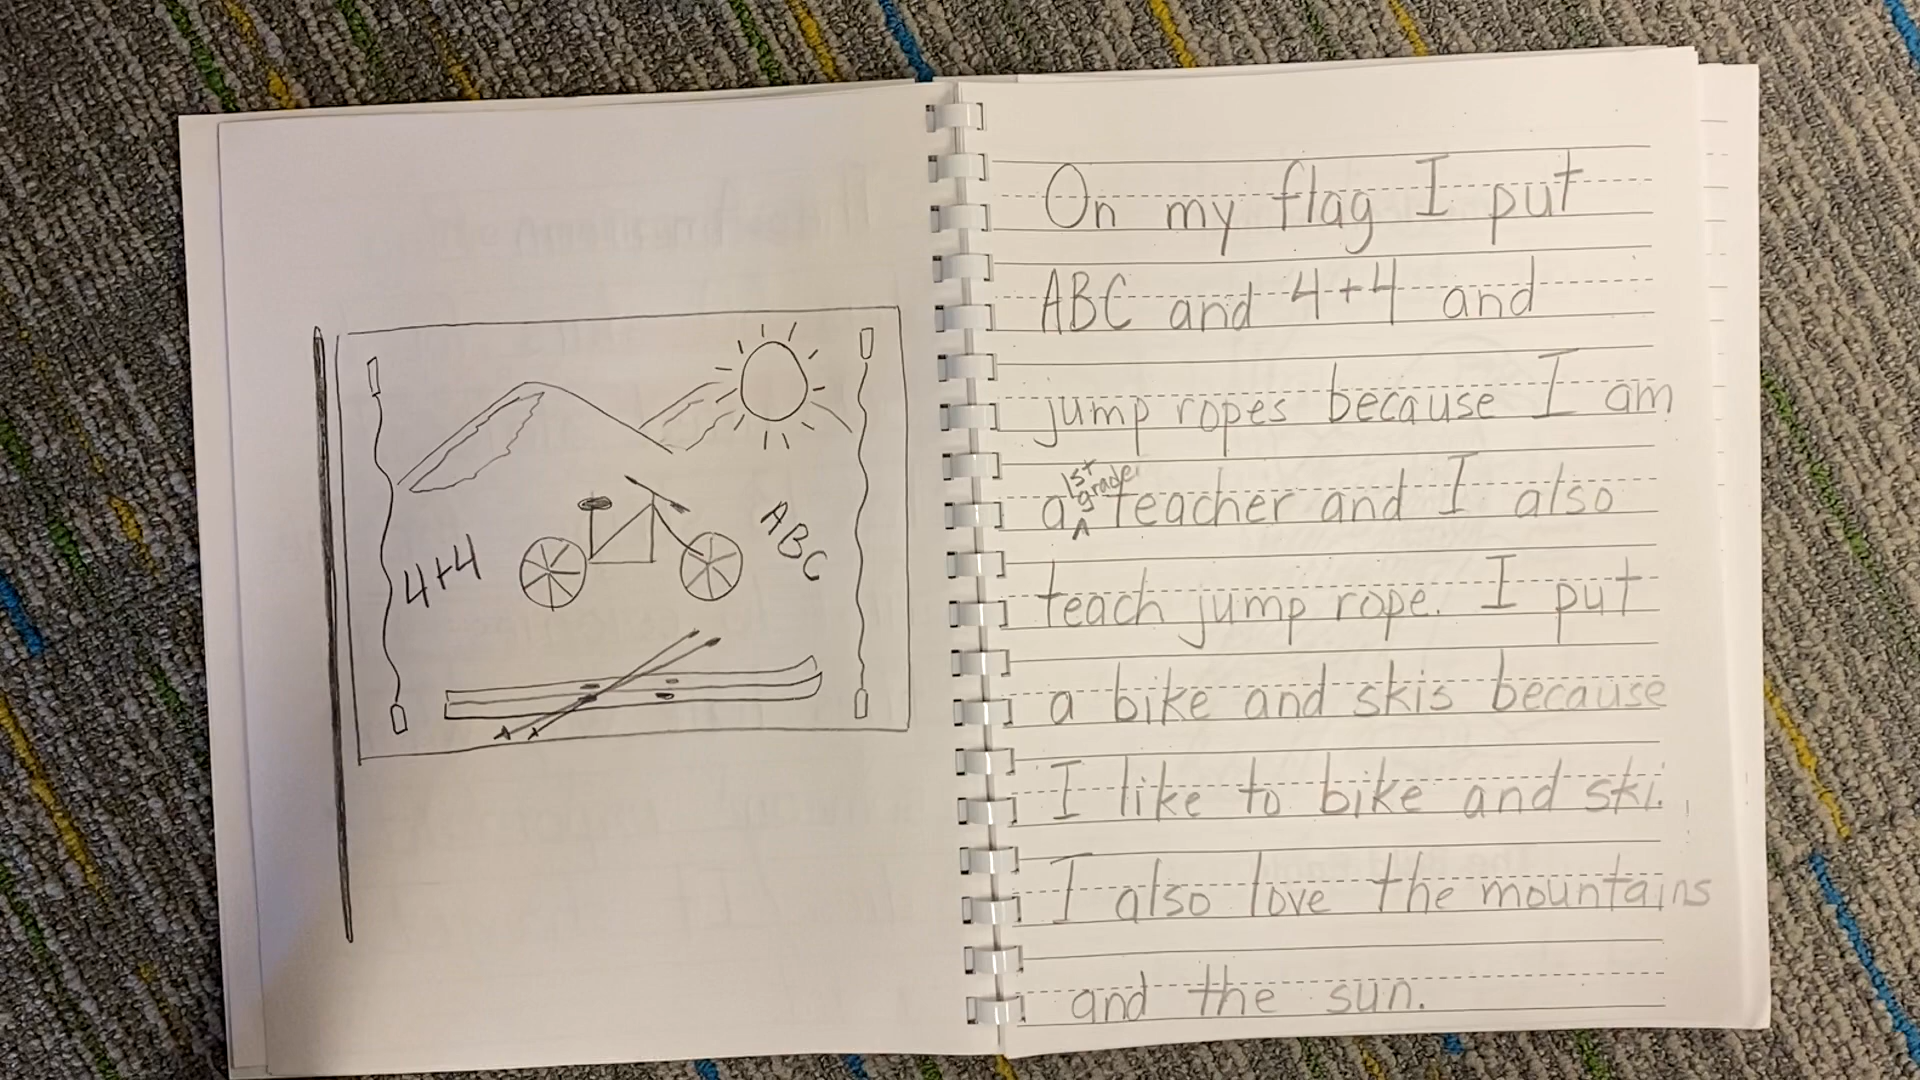 4+4
ABC
On my flag I put
ABC and 4+4 and
jump ropes because I am
a 1st grade teacher and I also
teach jump rope. I put
a bike and skis because
I like to bike and ski.
I also love the mountains
and the sun.